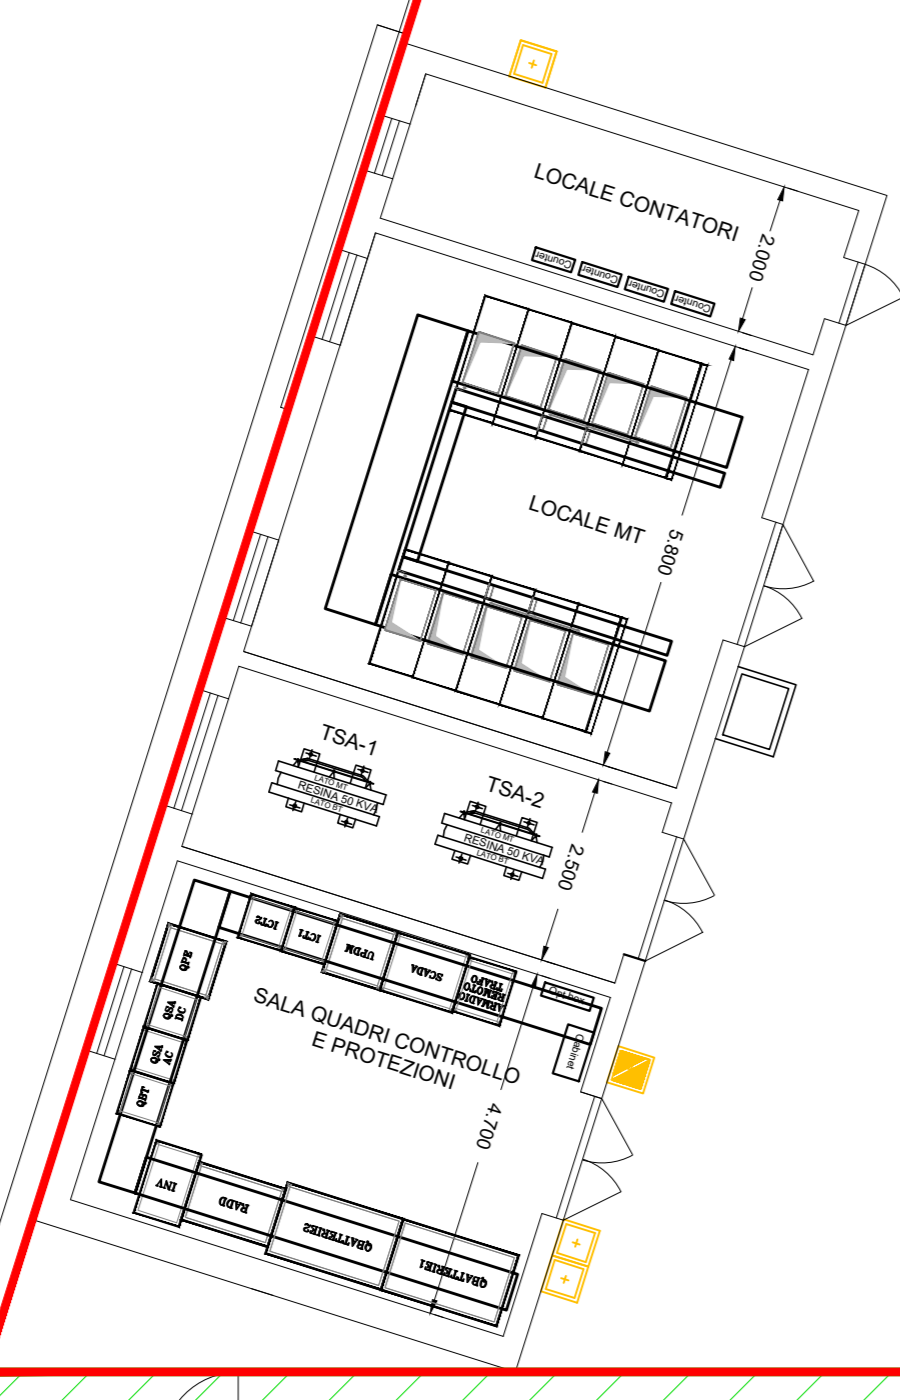 LOCALE CONTATORI
2.000
Counter
Counter
Counter
Counter
LOCALE MT
5.800
TSA-1
LATO MT
RESINA 50 KVA
LATO BT
TSA-2
LATO MT
RESINA 50 KVA
LATO BT
2.500
ICT2
ICT1
UPDM
SCADA
ARMADIO
REMOTO
TRAFO
Opt box
Cabinet
QPE
QSA
DC
QSA
AC
QBT
SALA QUADRI CONTROLLO
E PROTEZIONI
4.700
INV
RADD
QBATTERIE2
QBATTERIE1